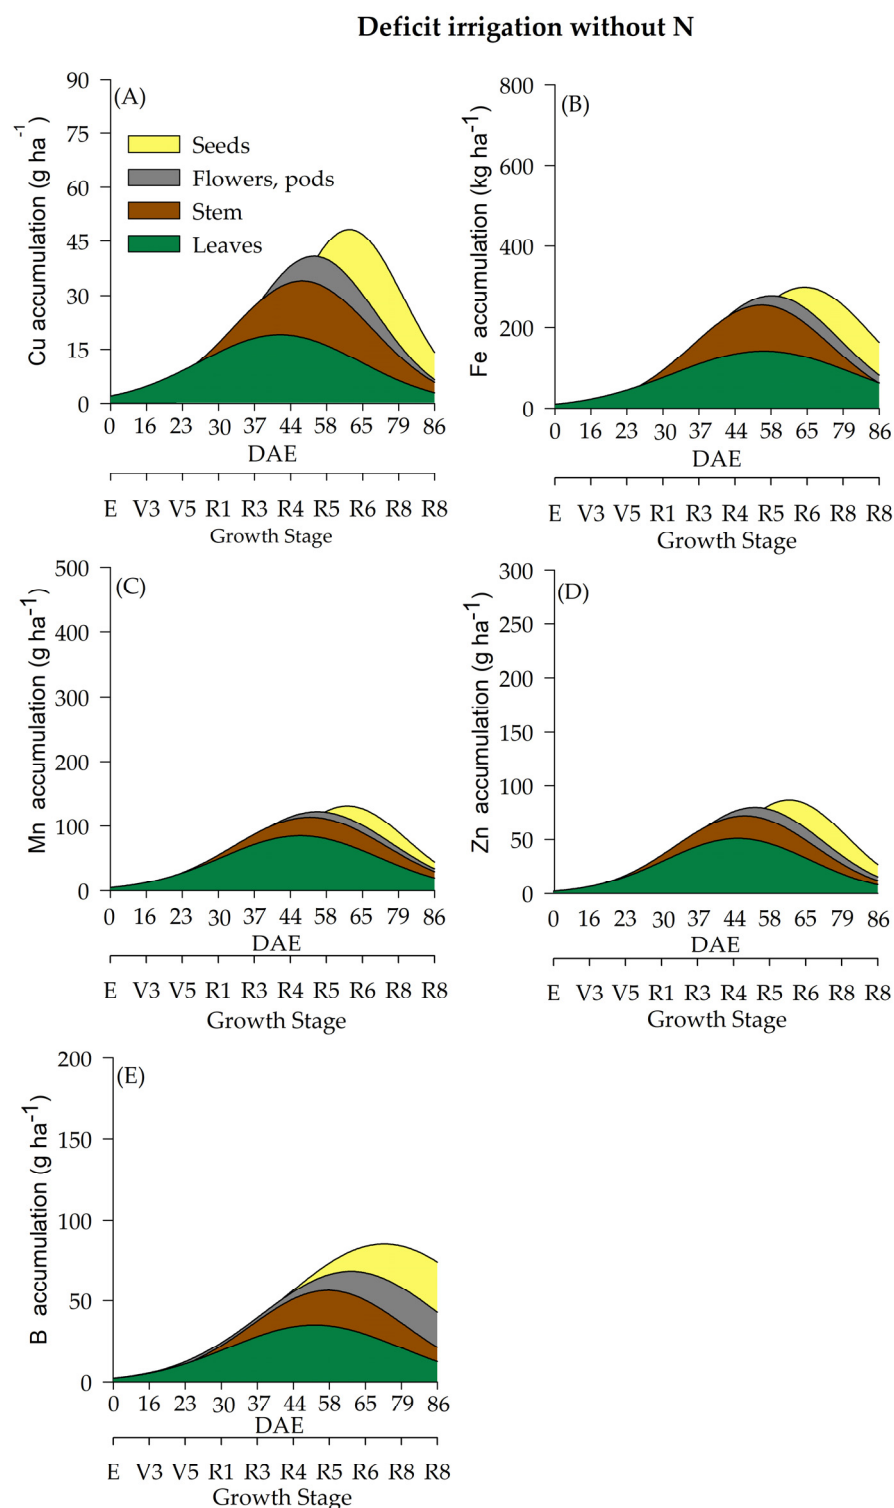 Deficit irrigation without N
(A)
Cu accumulation (g ha-1)
90
75
60
45
30
15
0
Seeds
Flowers, pods
Stem
Leaves
0 16 23 30 37 44 58 65 79 86
DAE
E V3 V5 R1 R3 R4 R5 R6 R8 R8
Growth Stage
(B)
Fe accumulation (kg ha-1)
800
600
400
200
0
0 16 23 30 37 44 58 65 79 86
DAE
E V3 V5 R1 R3 R4 R5 R6 R8 R8
Growth Stage
(C)
Mn accumulation (g ha-1)
500
400
300
200
100
0
0 16 23 30 37 44 58 65 79 86
DAE
E V3 V5 R1 R3 R4 R5 R6 R8 R8
Growth Stage
(D)
Zn accumulation (g ha-1)
300
250
200
150
100
50
0
0 16 23 30 37 44 58 65 79 86
DAE
E V3 V5 R1 R3 R4 R5 R6 R8 R8
Growth Stage
(E)
B accumulation (g ha-1)
200
150
100
50
0
0 16 23 30 37 44 58 65 79 86
DAE
E V3 V5 R1 R3 R4 R5 R6 R8 R8
Growth Stage